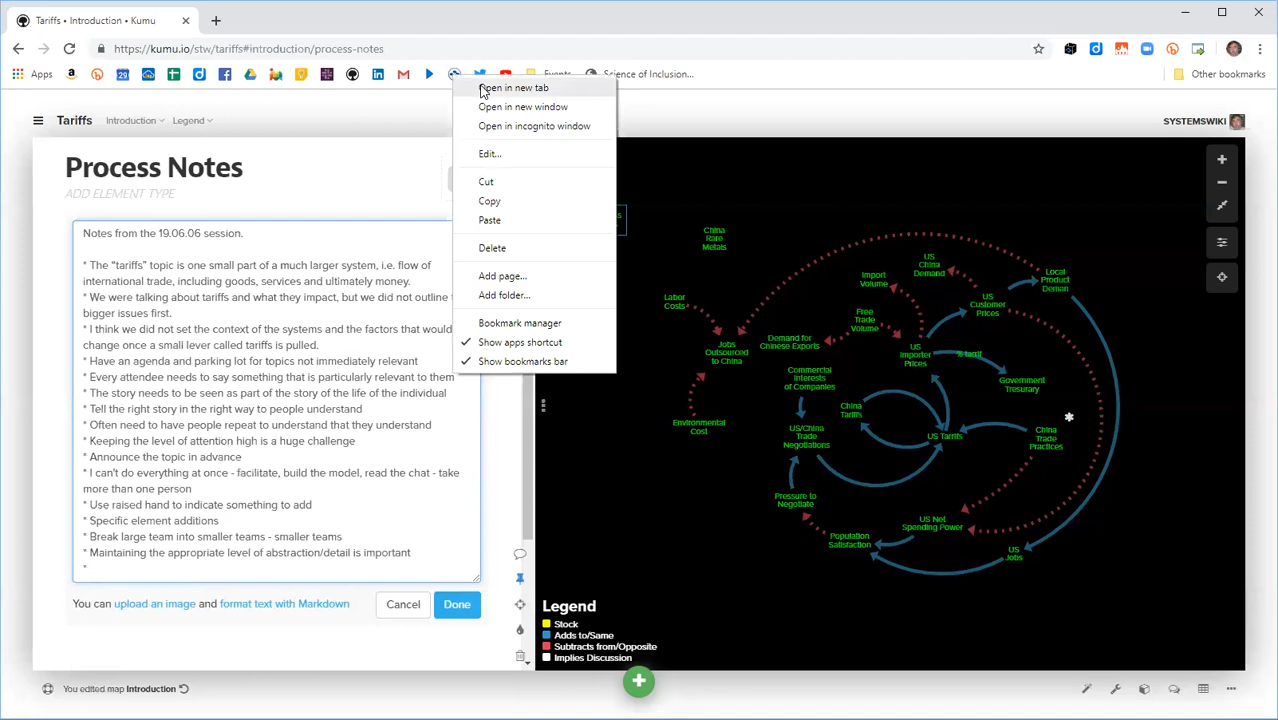 Tariffs • Introduction • Kumu
https://kumu.io/stw/tariffs#introduction/process-notes
Apps
Events
Science of Inclusion...
Other bookmarks
Open in new tab
Open in new window
Open in incognito window
Edit...
Cut
Copy
Paste
Delete
Add page...
Add folder...
Bookmark manager
Show apps shortcut
Show bookmarks bar
Tariffs
Introduction
Legend
SYSTEMSWIKI
Process Notes
ADD ELEMENT TYPE
Notes from the 19.06.06 session.
* The “tariffs” topic is one small part of a much larger system, i.e. flow of
international trade, including goods, services and ultimately money.
* We were talking about tariffs and what they impact, but we did not outline
bigger issues first.
* I think we did not set the context of the systems and the factors that would
change once a small lever called tariffs is pulled.
* Have an agenda and parking lot for topics not immediately relevant
* Every attendee needs to say something that is particularly relevant to them
* The story needs to be seen as part of the story of the life of the individual
* Tell the right story in the right way to people understand
* Often need to have people repeat to understand that they understand
* Keeping the level of attention high is a huge challenge
* Announce the topic in advance
* I can't do everything at once - facilitate, build the model, read the chat - take
more than one person
* Use raised hand to indicate something to add
* Specific element additions
* Break large team into smaller teams - smaller teams
* Maintaining the appropriate level of abstraction/detail is important
*
You can upload an image and format text with Markdown
Cancel
Done
China
Rare
Metals
US
China
Demand
Local
Product
Deman
Import
Volume
Labor
Costs
US
Customer
Prices
Free
Trade
Volume
Demand for
Chinese Exports
Jobs
Outsourced
to China
US
Importer
Prices
% tarrif
Commercial
Interests
of Companies
Government
Tresurary
China
Tariffs
Environmental
Cost
US/China
Trade
Negotiations
US Tarrifs
China
Trade
Practices
Pressure to
Negotiate
US Net
Spending Power
Population
Satisfaction
US
Jobs
Legend
Stock
Adds to/Same
Subtracts from/Opposite
Implies Discussion
You edited map Introduction